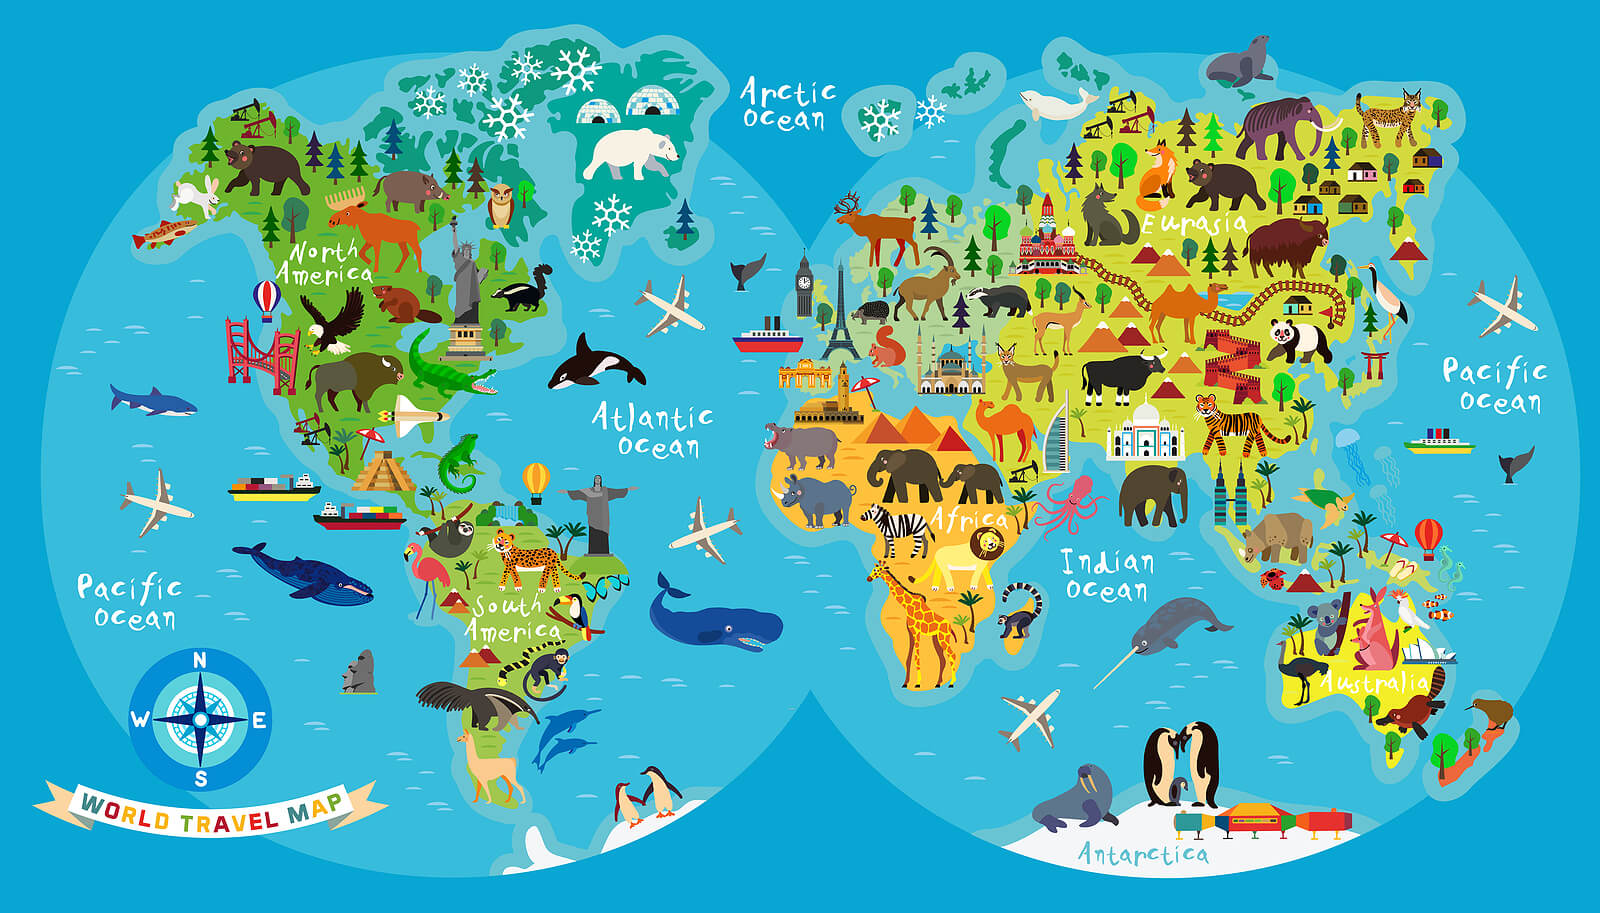 Arctic
Ocean
North
America
Eurasia
Atlantic
Ocean
Pacific
Ocean
Africa
Indian
Ocean
Pacific
Ocean
South
America
Australia
N
W
E
S
WORLD TRAVEL MAP
Antarctica